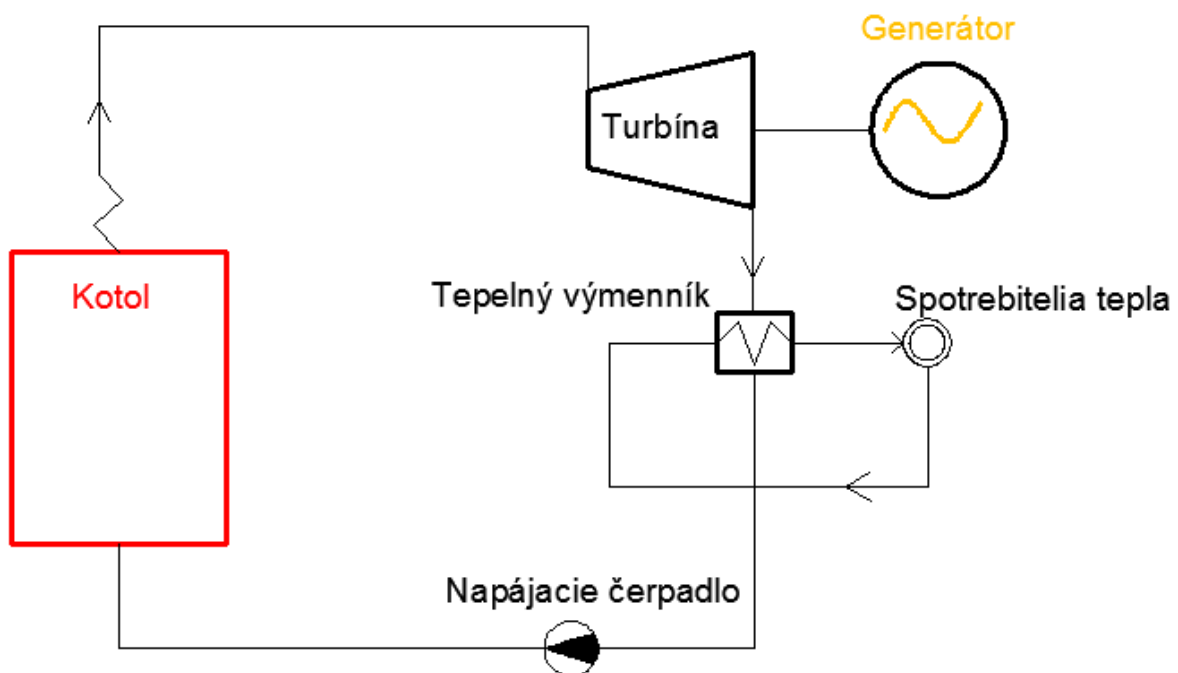 Generátor
Turbína
Kotol
Tepelný výmenník
Spotrebitelia tepla
Napájacie čerpadlo